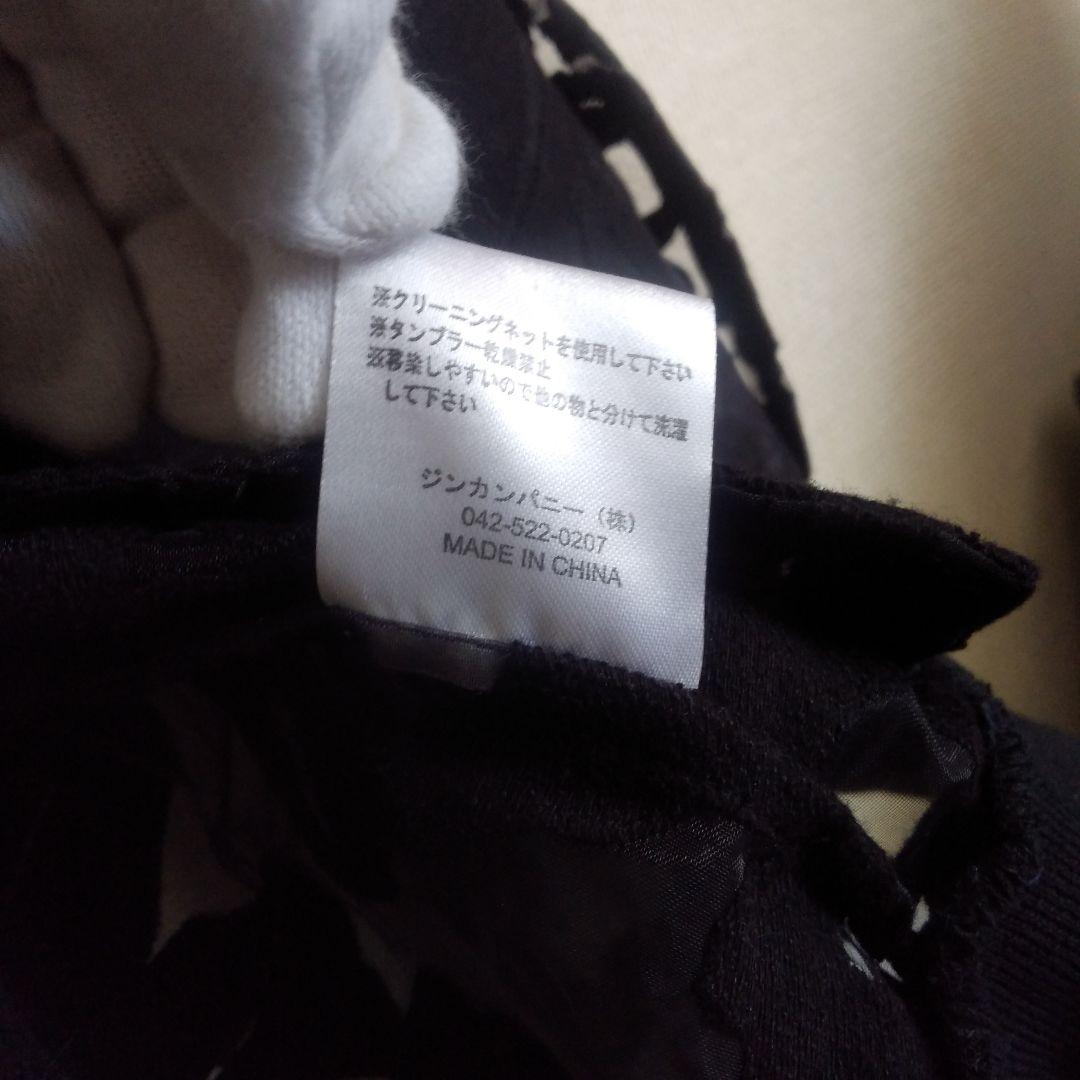 ※クリーニングネットを使用して下さい
※タンブラー乾燥禁止
※移染しやすいので他の物と分けて洗濯
して下さい
ジンカンパニー（株）
042-522-0207
MADE IN CHINA